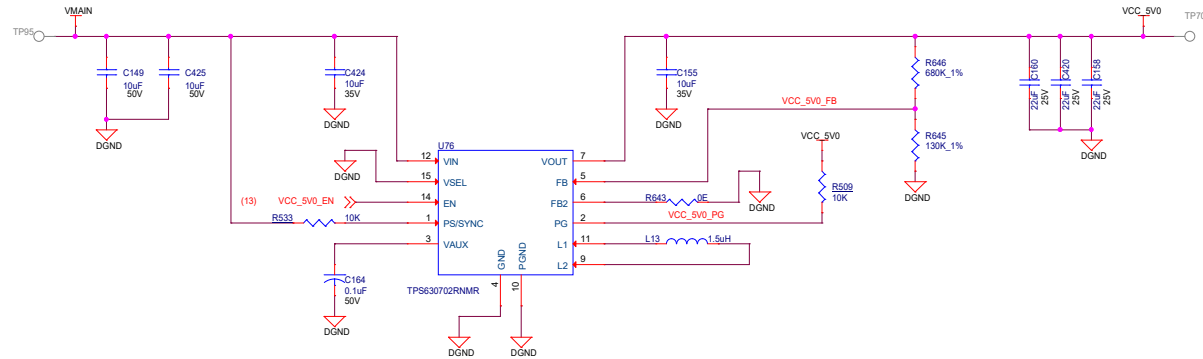 VMAIN
VCC_5V0
TP95
TP70
C149
10uF
50V
C425
10uF
50V
C424
10uF
35V
C155
10uF
35V
R646
680K_1%
C160
22uF
25V
C420
22uF
25V
C158
22uF
25V
DGND
DGND
DGND
DGND
VCC_5V0_FB
R645
130K_1%
DGND
VCC_5V0
R509
10K
U76
DGND
12 VIN VOUT 7
15 VSEL FB 5
(13) VCC_5V0_EN 14 EN FB2 6 R643 0E DGND
R533 10K 1 PS/SYNC PG 2 VCC_5V0_PG
3 VAUX L1 11 L13 1.5uH
L2 9
GND PGND
4 10
C164
0.1uF
50V
DGND
TPS630702RNMR
DGND
DGND